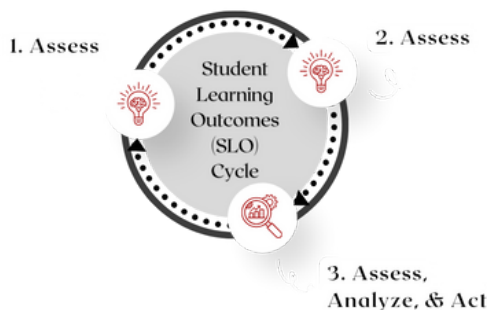 1. Assess
2. Assess
Student
Learning
Outcomes
(SLO)
Cycle
3. Assess,
Analyze, & Act